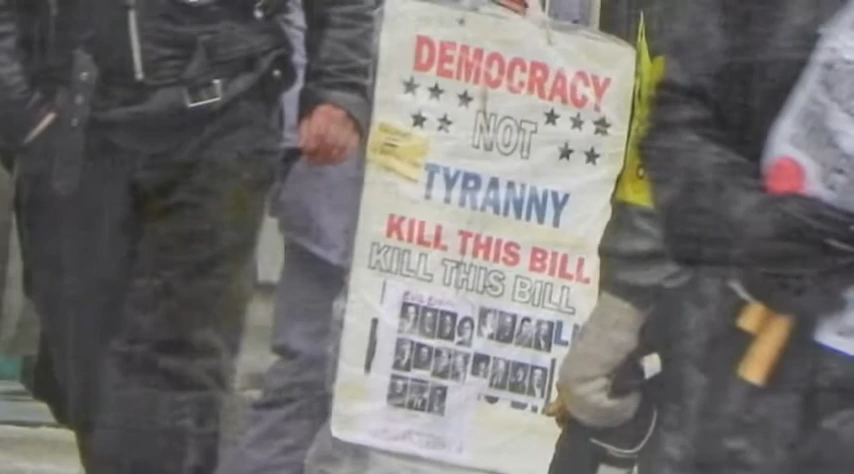 DEMOCRACY
NOT
TYRANNY
KILL THIS BILL
KILL THIS BILL